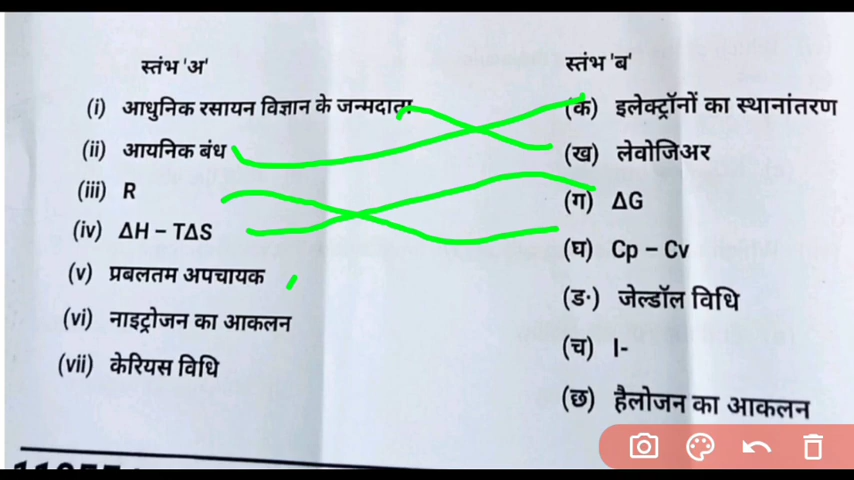 स्तंभ 'अ'
स्तंभ 'ब'
(i) आधुनिक रसायन विज्ञान के जन्मदाता
(क) इलेक्ट्रॉनों का स्थानांतरण
(ii) आयनिक बंध
(ख) लेवोजिअर
(iii) R
(ग) ΔG
(iv) ΔH – TΔS
(घ) Cp – Cv
(v) प्रबलतम अपचायक
(ङ·) जेल्डॉल विधि
(vi) नाइट्रोजन का आकलन
(च) I-
(vii) केरियस विधि
(छ) हैलोजन का आकलन